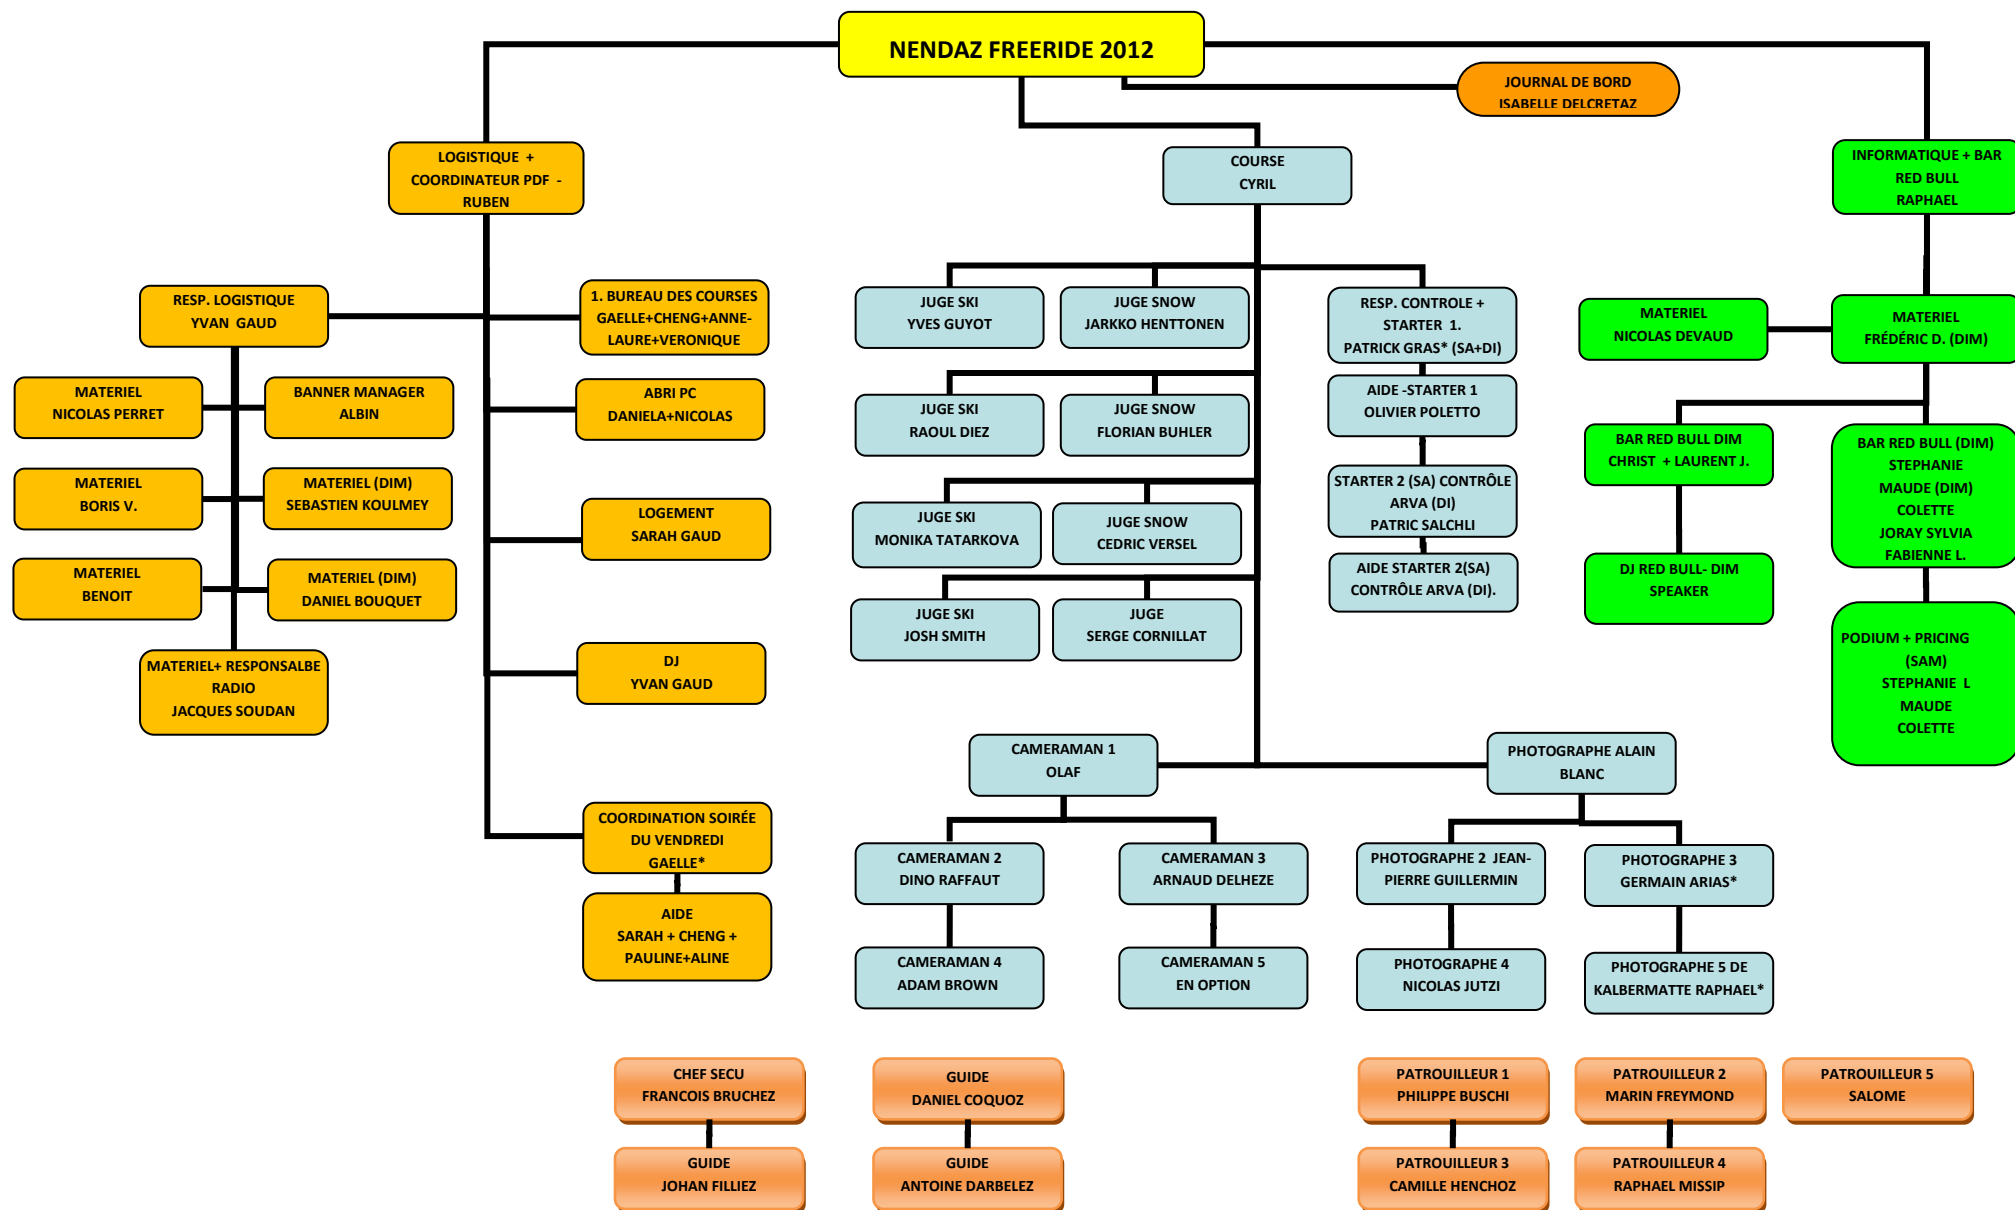 NENDAZ FREERIDE 2012
JOURNAL DE BORD
ISABELLE DELCRETAZ
LOGISTIQUE +
COORDINATEUR PDF -
RUBEN
COURSE
CYRIL
INFORMATIQUE + BAR
RED BULL
RAPHAEL
RESP. LOGISTIQUE
YVAN GAUD
1. BUREAU DES COURSES
GAELLE+CHENG+ANNE-
LAURE+VERONIQUE
MATERIEL
NICOLAS PERRET
BANNER MANAGER
ALBIN
ABRI PC
DANIELA+NICOLAS
MATERIEL
BORIS V.
MATERIEL (DIM)
SEBASTIEN KOULMEY
LOGEMENT
SARAH GAUD
MATERIEL
BENOIT
MATERIEL (DIM)
DANIEL BOUQUET
MATERIEL+ RESPONSALBE
RADIO
JACQUES SOUDAN
DJ
YVAN GAUD
COORDINATION SOIRÉE
DU VENDREDI
GAELLE*
AIDE
SARAH + CHENG +
PAULINE+ALINE
JUGE SKI
YVES GUYOT
JUGE SNOW
JARKKO HENTTONEN
RESP. CONTROLE +
STARTER 1.
PATRICK GRAS* (SA+DI)
JUGE SKI
RAOUL DIEZ
JUGE SNOW
FLORIAN BUHLER
AIDE -STARTER 1
OLIVIER POLETTO
JUGE SKI
MONIKA TATARKOVA
JUGE SNOW
CEDRIC VERSEL
STARTER 2 (SA) CONTRÔLE
ARVA (DI)
PATRIC SALCHLI
JUGE SKI
JOSH SMITH
JUGE
SERGE CORNILLAT
AIDE STARTER 2(SA)
CONTRÔLE ARVA (DI).
MATERIEL
NICOLAS DEVAUD
MATERIEL
FRÉDÉRIC D. (DIM)
BAR RED BULL DIM
CHRIST + LAURENT J.
BAR RED BULL (DIM)
STEPHANIE
MAUDE (DIM)
COLETTE
JORAY SYLVIA
FABIENNE L.
DJ RED BULL- DIM
SPEAKER
PODIUM + PRICING
(SAM)
STEPHANIE L
MAUDE
COLETTE
CAMERAMAN 1
OLAF
PHOTOGRAPHE ALAIN
BLANC
CAMERAMAN 2
DINO RAFFAUT
CAMERAMAN 3
ARNAUD DELHEZE
PHOTOGRAPHE 2 JEAN-
PIERRE GUILLERMIN
PHOTOGRAPHE 3
GERMAIN ARIAS*
CAMERAMAN 4
ADAM BROWN
CAMERAMAN 5
EN OPTION
PHOTOGRAPHE 4
NICOLAS JUTZI
PHOTOGRAPHE 5 DE
KALBERMATTE RAPHAEL*
CHEF SECU
FRANCOIS BRUCHEZ
GUIDE
DANIEL COQUOZ
PATROUILLEUR 1
PHILIPPE BUSCHI
PATROUILLEUR 2
MARIN FREYMOND
PATROUILLEUR 5
SALOME
GUIDE
JOHAN FILLIEZ
GUIDE
ANTOINE DARBELEZ
PATROUILLEUR 3
CAMILLE HENCHOZ
PATROUILLEUR 4
RAPHAEL MISSIP